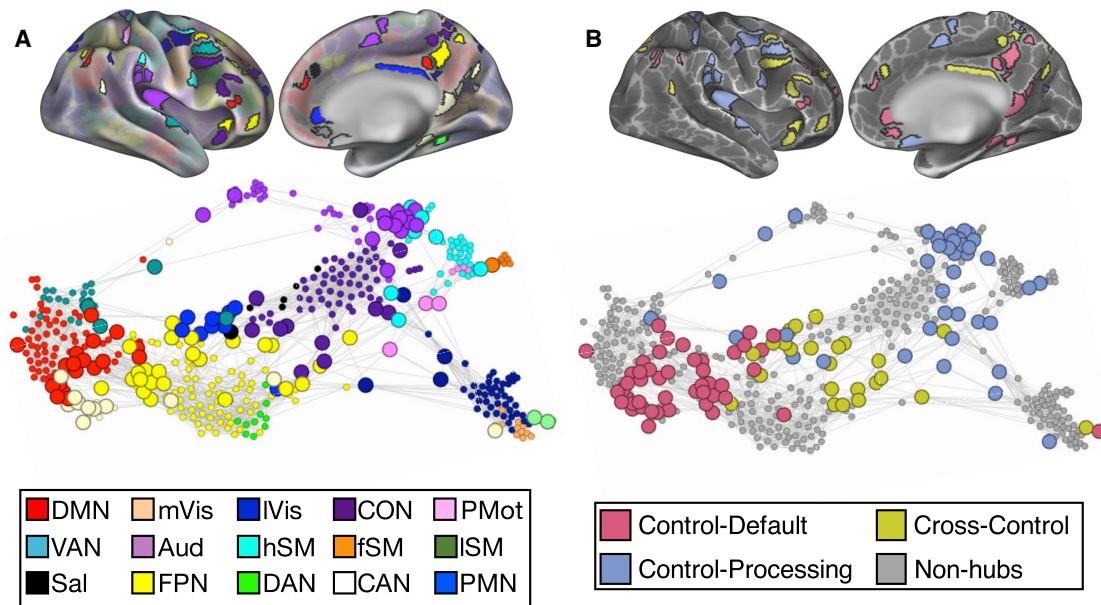 A
B
DMN mVis lVis CON PMot
VAN Aud hSM fSM lSM
Sal FPN DAN CAN PMN
Control-Default Cross-Control
Control-Processing Non-hubs